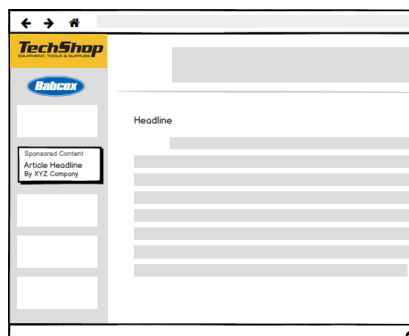 TechShop
EQUIPMENT, TOOLS & SUPPLIES
Babcox
Headline
Sponsored Content
Article Headline
By XYZ Company